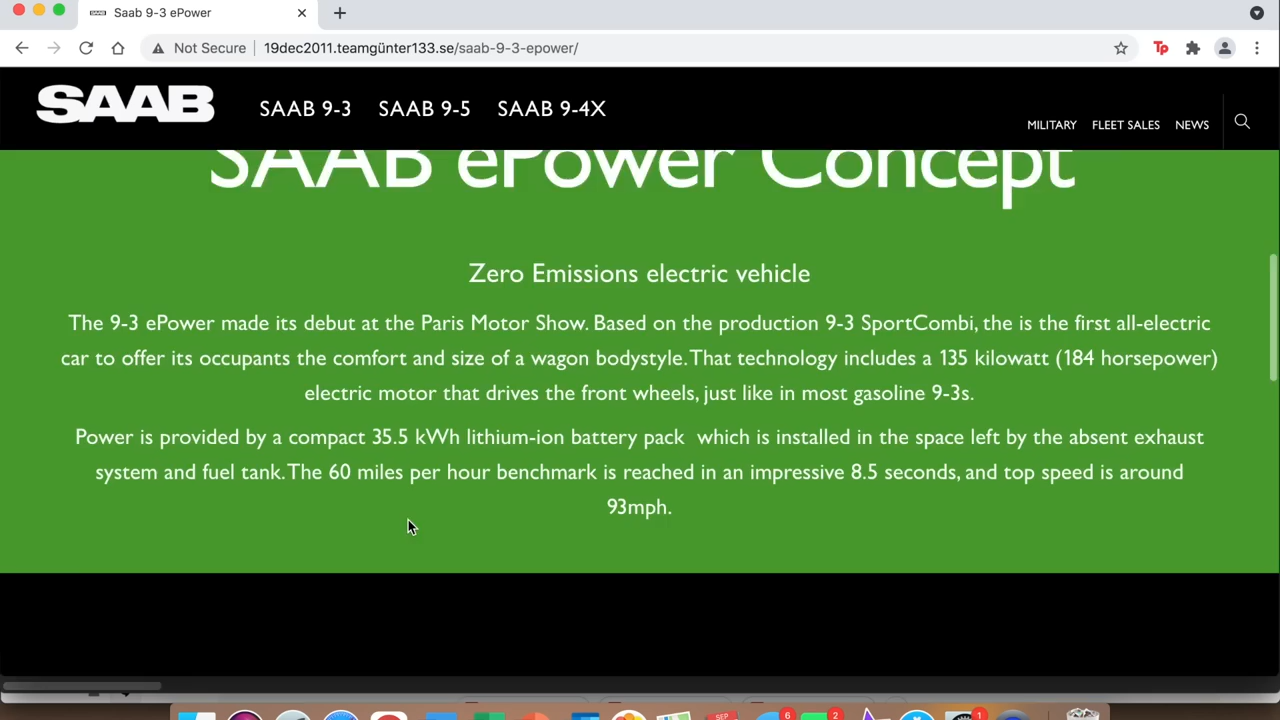 SAAB Saab 9-3 ePower
Not Secure 19dec2011.teamgünter133.se/saab-9-3-epower/ Tp
SAAB SAAB 9-3 SAAB 9-5 SAAB 9-4X
MILITARY FLEET SALES NEWS
SAAB ePower Concept
Zero Emissions electric vehicle
The 9-3 ePower made its debut at the Paris Motor Show. Based on the production 9-3 SportCombi, the is the first all-electric
car to offer its occupants the comfort and size of a wagon bodystyle. That technology includes a 135 kilowatt (184 horsepower)
electric motor that drives the front wheels, just like in most gasoline 9-3s.
Power is provided by a compact 35.5 kWh lithium-ion battery pack which is installed in the space left by the absent exhaust
system and fuel tank. The 60 miles per hour benchmark is reached in an impressive 8.5 seconds, and top speed is around
93mph.
SEP 6 2 1